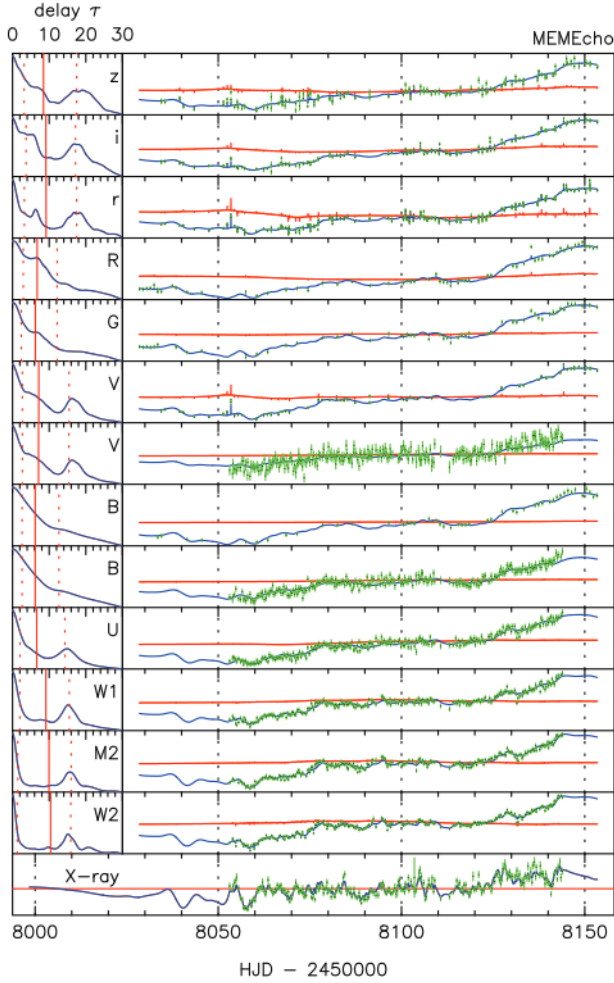 delay τ
0 10 20 30
MEMEcho
z
i
r
R
G
V
V
B
B
U
W1
M2
W2
X-ray
8000 8050 8100 8150
HJD − 2450000